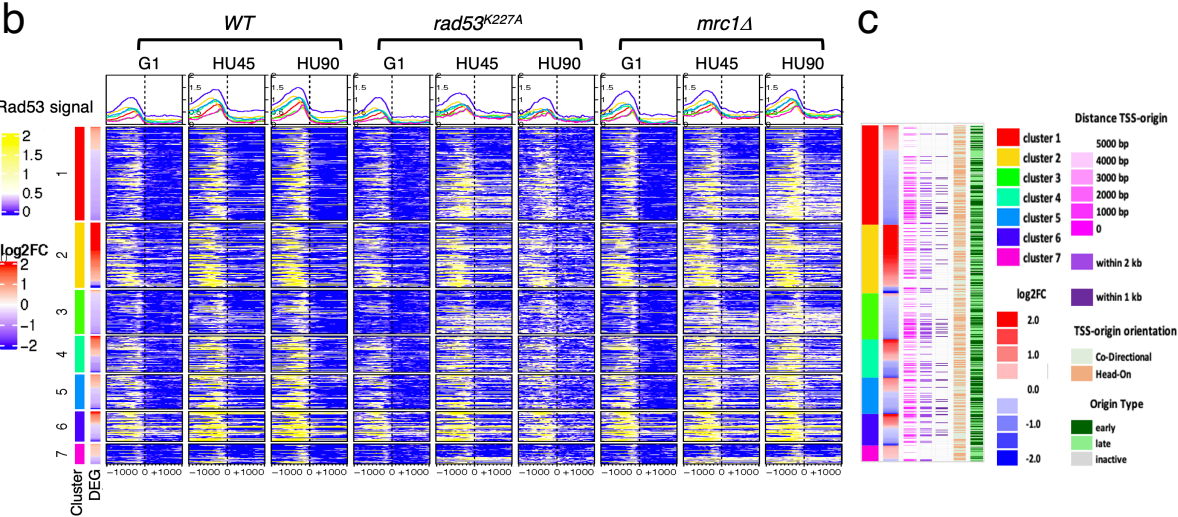 b
WT
rad53K227A
mrc1Δ
c
G1 HU45 HU90 G1 HU45 HU90 G1 HU45 HU90
Rad53 signal
2
1.5
1
0.5
0
log2FC
2
1
0
−1
−2
1
2
3
4
5
6
7
−1000 0 +1000 −1000 0 +1000 −1000 0 +1000 −1000 0 +1000 −1000 0 +1000 −1000 0 +1000 −1000 0 +1000 −1000 0 +1000 −1000 0 +1000
Cluster
DEG
cluster 1
cluster 2
cluster 3
cluster 4
cluster 5
cluster 6
cluster 7
log2FC
2.0
1.0
0.0
-1.0
-2.0
Distance TSS-origin
5000 bp
4000 bp
3000 bp
2000 bp
1000 bp
0
within 2 kb
within 1 kb
TSS-origin orientation
Co-Directional
Head-On
Origin Type
early
late
inactive